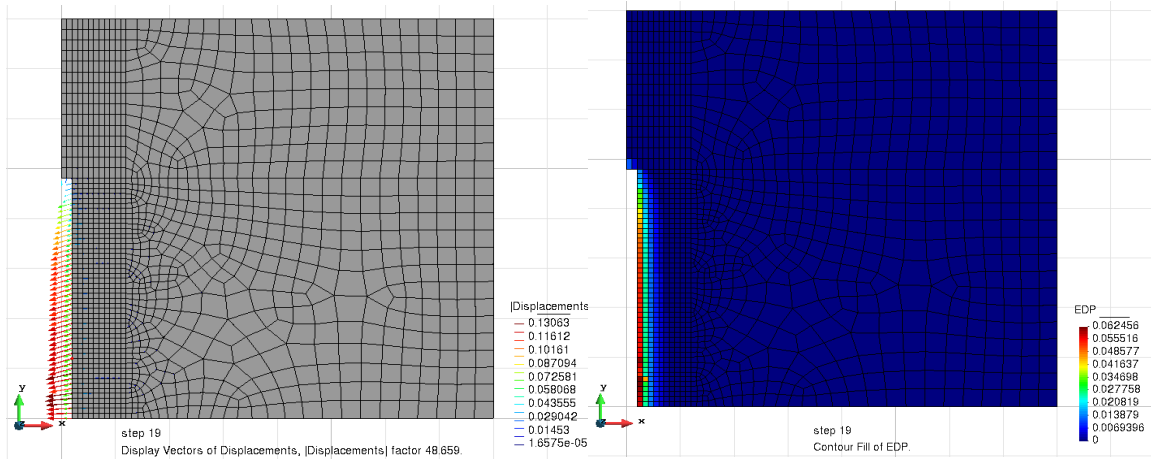 |Displacements
0.13063
0.11612
0.10161
0.087094
0.072581
0.058068
0.043555
0.029042
0.01453
1.6575e-05
y
x
step 19
Display Vectors of Displacements, |Displacements| factor 48.659.
EDP
0.062456
0.055516
0.048577
0.041637
0.034698
0.027758
0.020819
0.013879
0.0069396
0
y
x
step 19
Contour Fill of EDP.